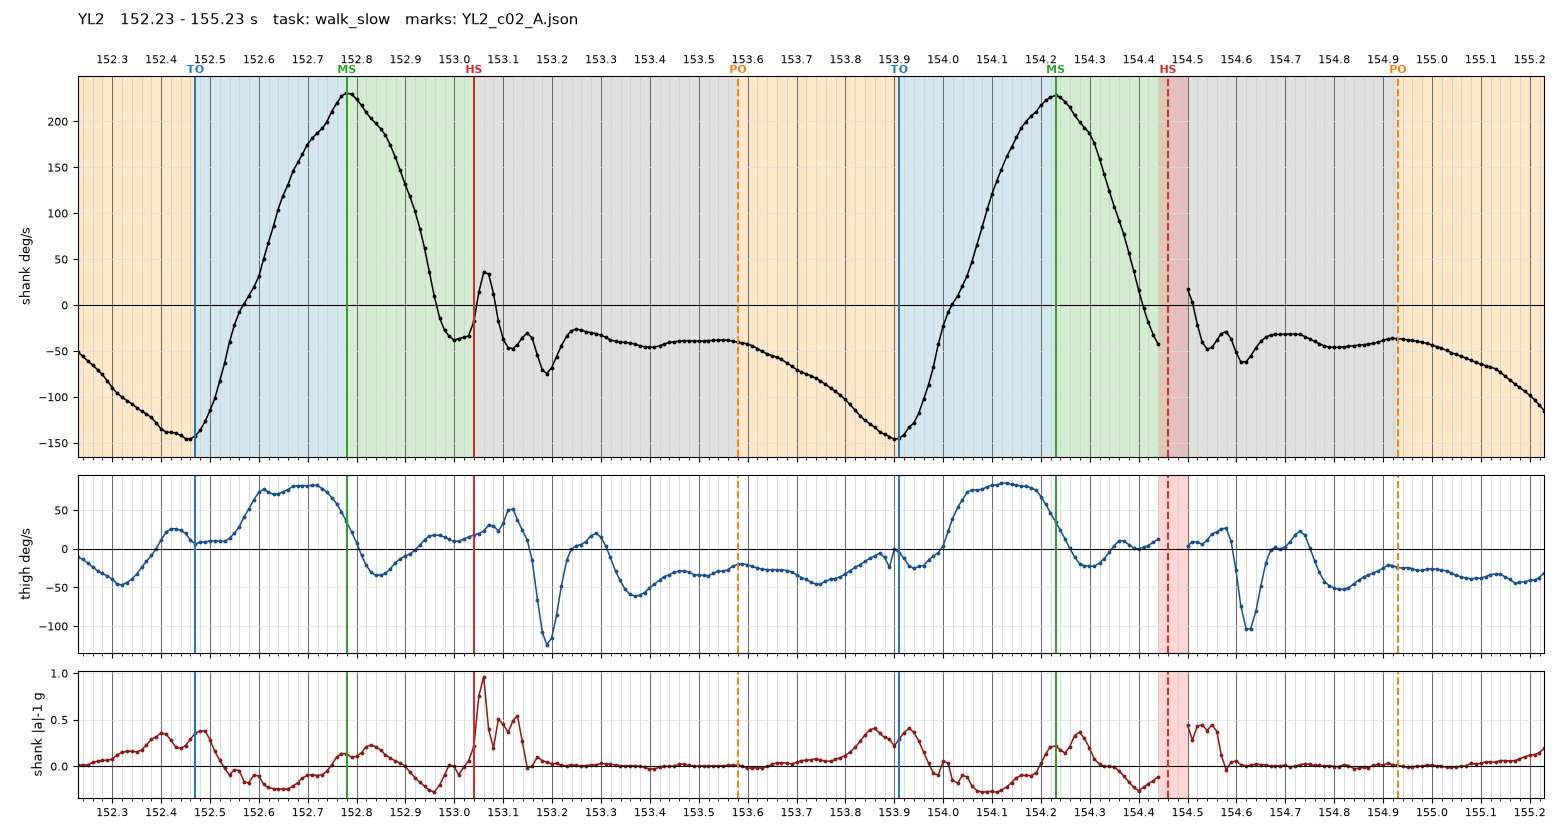 YL2 152.23 - 155.23 s task: walk_slow marks: YL2_c02_A.json
152.3 152.4 152.5 152.6 152.7 152.8 152.9 153.0 153.1 153.2 153.3 153.4 153.5 153.6 153.7 153.8 153.9 154.0 154.1 154.2 154.3 154.4 154.5 154.6 154.7 154.8 154.9 155.0 155.1 155.2
TO MS HS PO TO MS HS PO
shank deg/s
200
150
100
50
0
−50
−100
−150
thigh deg/s
50
0
−50
−100
shank |a|-1 g
1.0
0.5
0.0
152.3 152.4 152.5 152.6 152.7 152.8 152.9 153.0 153.1 153.2 153.3 153.4 153.5 153.6 153.7 153.8 153.9 154.0 154.1 154.2 154.3 154.4 154.5 154.6 154.7 154.8 154.9 155.0 155.1 155.2